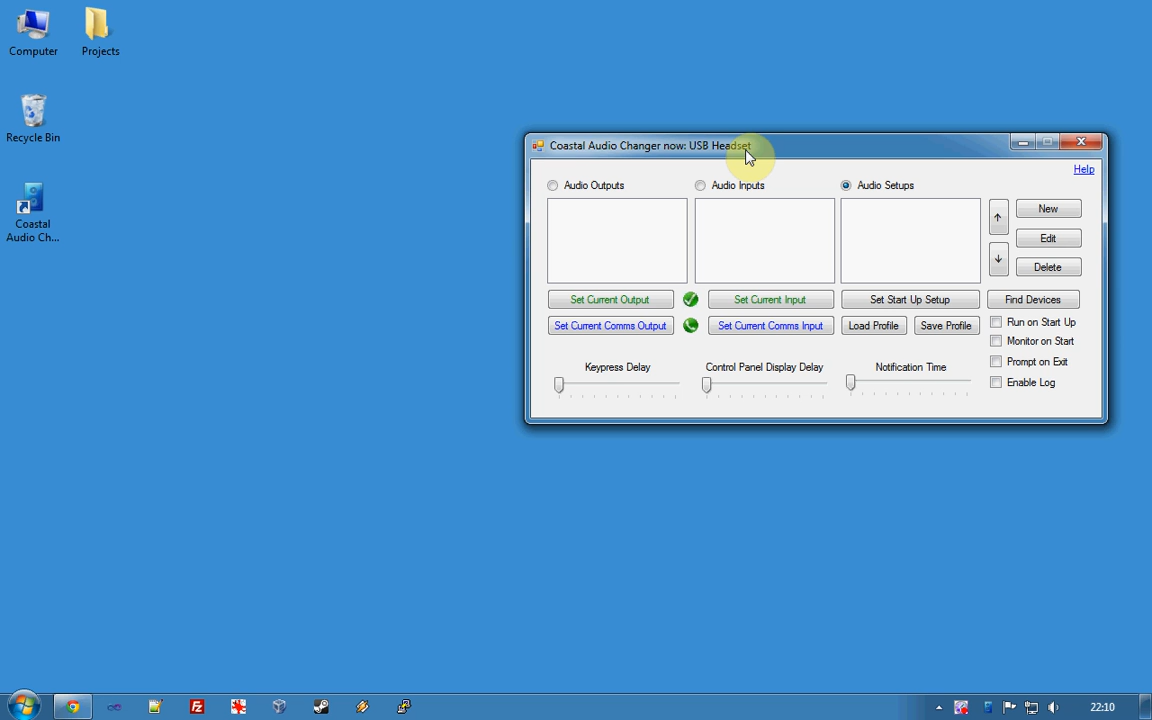 Computer
Projects
Recycle Bin
Coastal
Audio Ch...
Coastal Audio Changer now: USB Headset
Help
Audio Outputs
Audio Inputs
Audio Setups
↑
New
Edit
↓
Delete
Set Current Output
Set Current Input
Set Start Up Setup
Find Devices
Set Current Comms Output
Set Current Comms Input
Load Profile
Save Profile
Run on Start Up
Monitor on Start
Prompt on Exit
Enable Log
Keypress Delay
Control Panel Display Delay
Notification Time
Fz
22:10